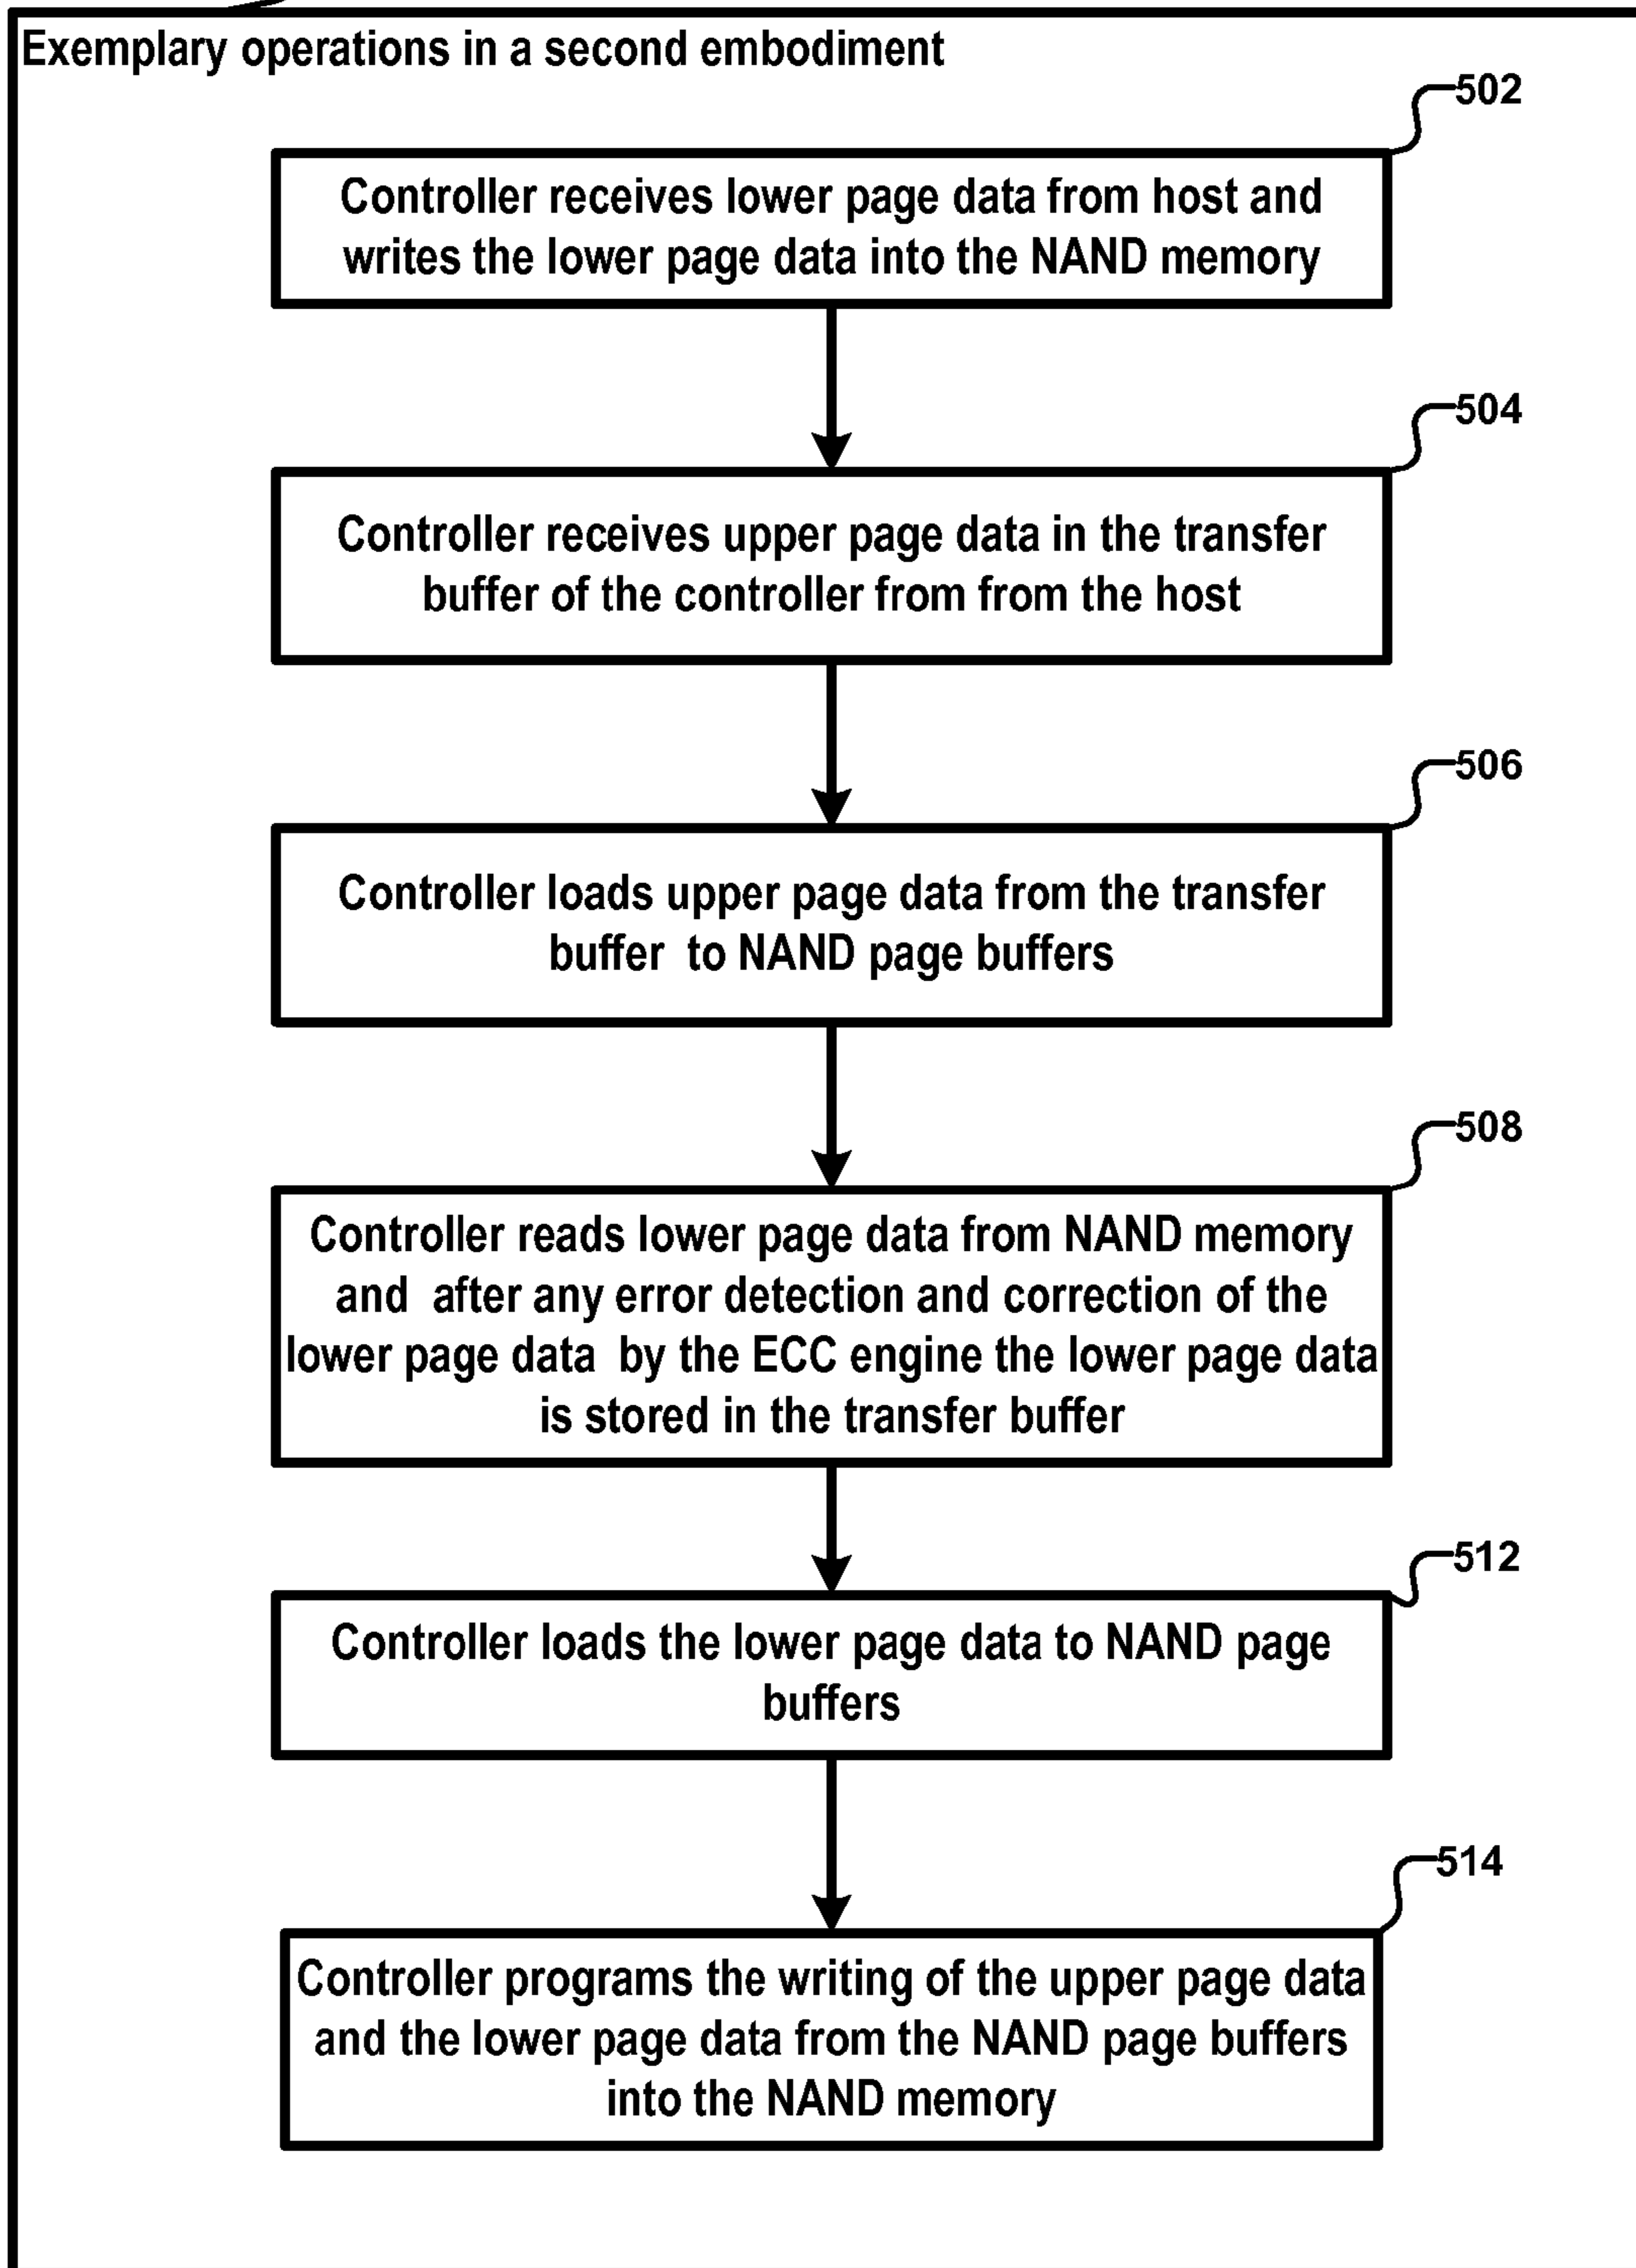 Exemplary operations in a second embodiment
502
Controller receives lower page data from host and
writes the lower page data into the NAND memory
504
Controller receives upper page data in the transfer
buffer of the controller from from the host
506
Controller loads upper page data from the transfer
buffer to NAND page buffers
508
Controller reads lower page data from NAND memory
and after any error detection and correction of the
lower page data by the ECC engine the lower page data
is stored in the transfer buffer
512
Controller loads the lower page data to NAND page
buffers
514
Controller programs the writing of the upper page data
and the lower page data from the NAND page buffers
into the NAND memory